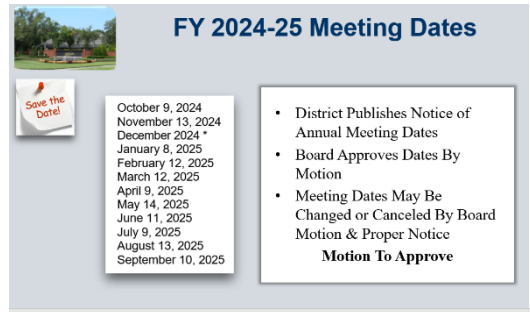 FY 2024-25 Meeting Dates
Save the
Date!
October 9, 2024
November 13, 2024
December 2024 *
January 8, 2025
February 12, 2025
March 12, 2025
April 9, 2025
May 14, 2025
June 11, 2025
July 9, 2025
August 13, 2025
September 10, 2025
• District Publishes Notice of
Annual Meeting Dates
• Board Approves Dates By
Motion
• Meeting Dates May Be
Changed or Canceled By Board
Motion & Proper Notice
Motion To Approve